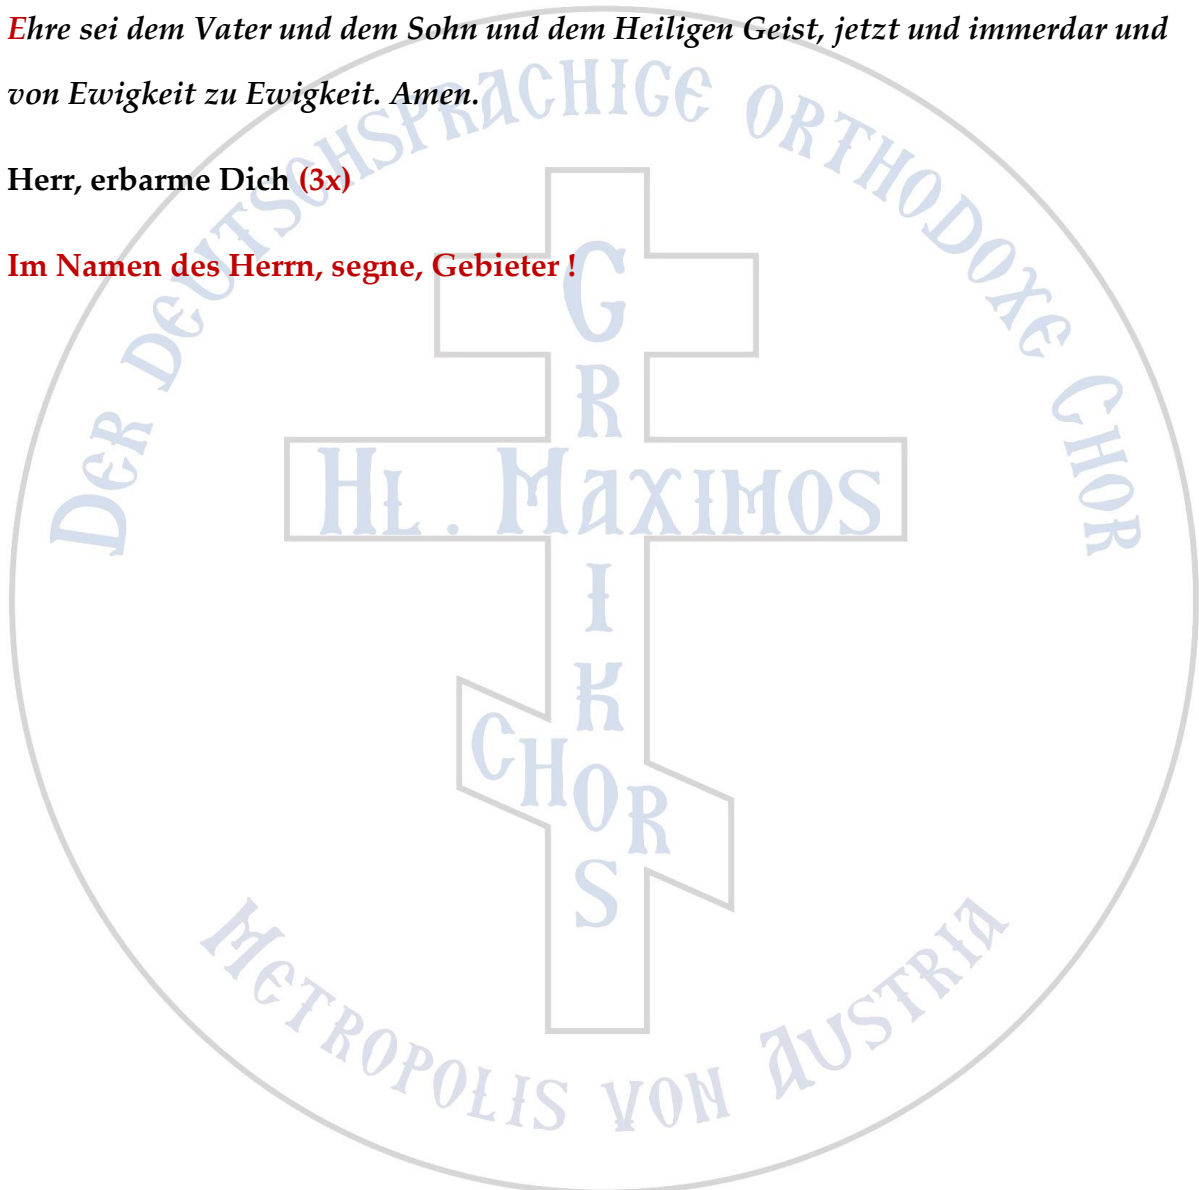 Ehre sei dem Vater und dem Sohn und dem Heiligen Geist, jetzt und immerdar und
von Ewigkeit zu Ewigkeit. Amen.
Herr, erbarme Dich (3x)
Im Namen des Herrn, segne, Gebieter !
DER DEUTSCHSPRACHIGE ORTHODOXE CHOR
GRAIKOS
HL. MAXIMOS
CHORS
METROPOLIS VON AUSTRIA